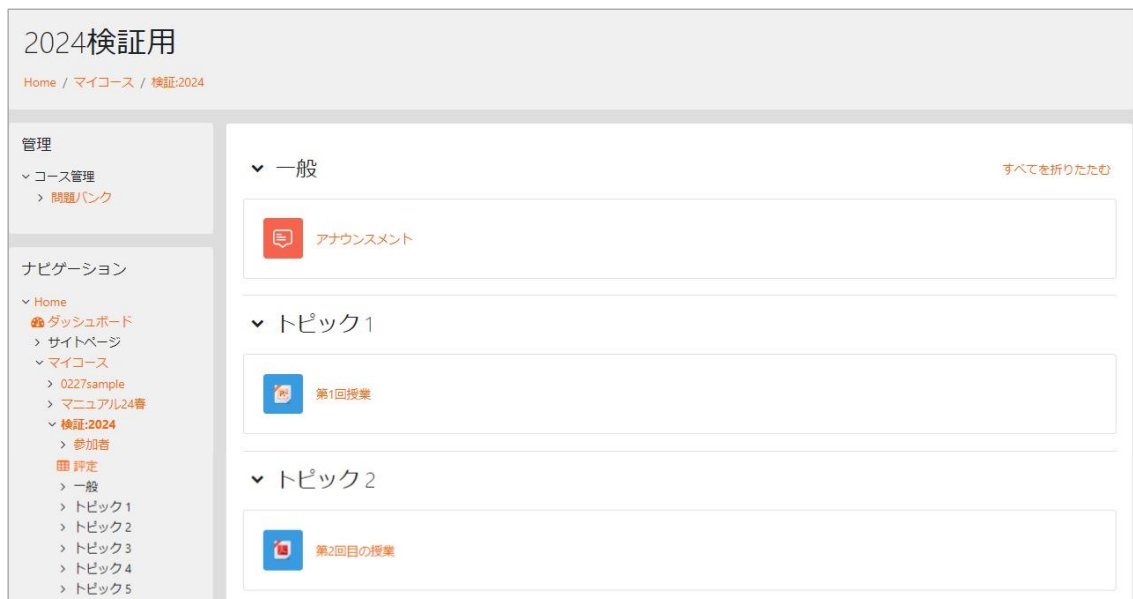 2024検証用
Home / マイコース / 検証:2024
管理
コース管理
問題バンク
ナビゲーション
Home
ダッシュボード
サイトページ
マイコース
0227sample
マニュアル24春
検証:2024
参加者
評定
一般
トピック 1
トピック 2
トピック 3
トピック 4
トピック 5
一般
すべてを折りたたむ
アナウンスメント
トピック 1
第1回授業
トピック 2
第2回目の授業